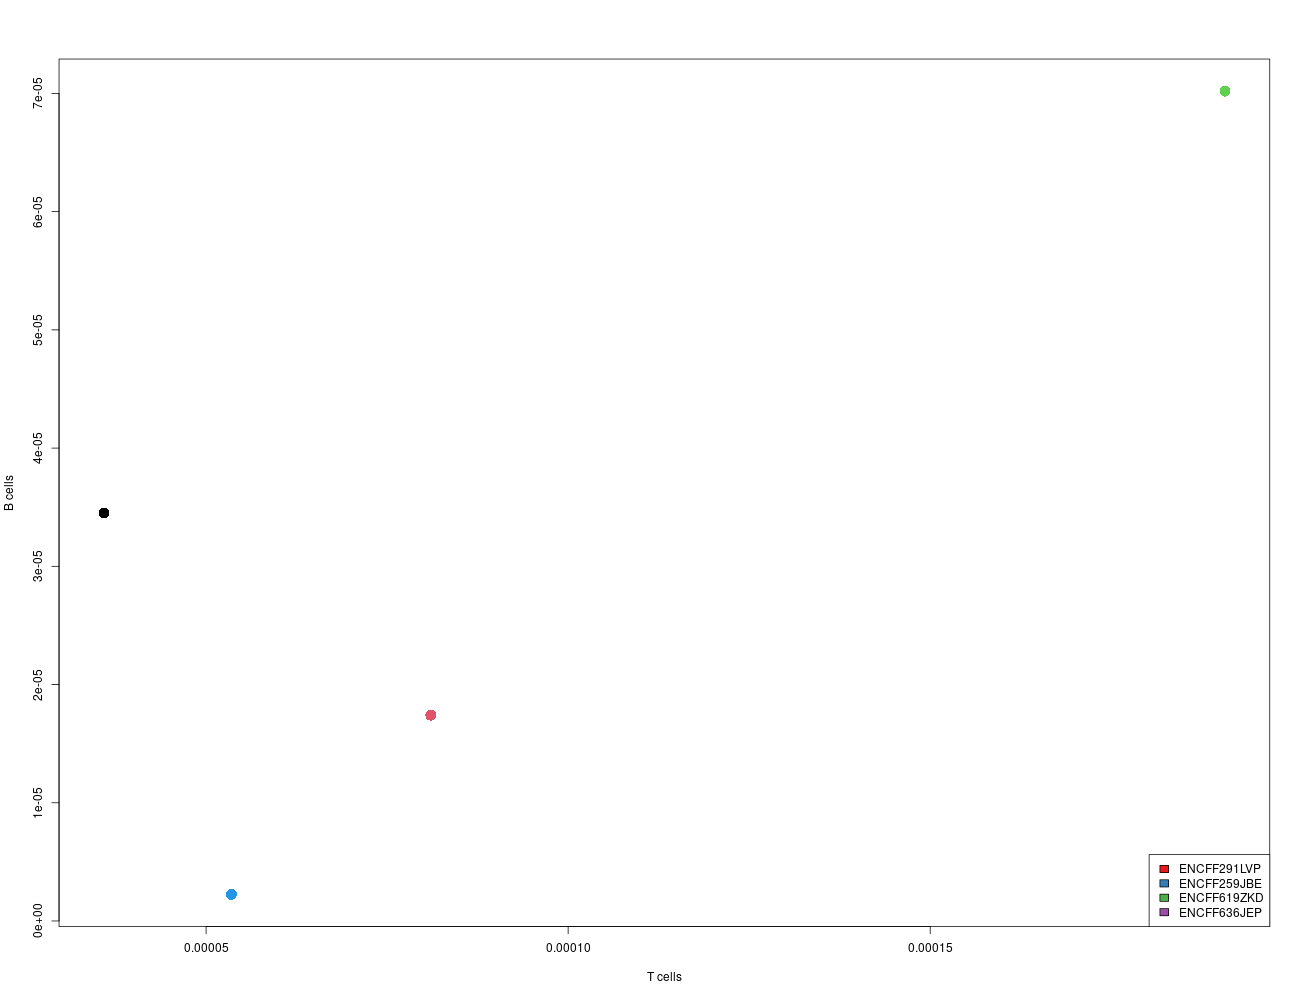 7e-05
6e-05
5e-05
4e-05
3e-05
2e-05
1e-05
0e+00
B cells
0.00005
0.00010
0.00015
T cells
ENCFF291LVP
ENCFF259JBE
ENCFF619ZKD
ENCFF636JEP